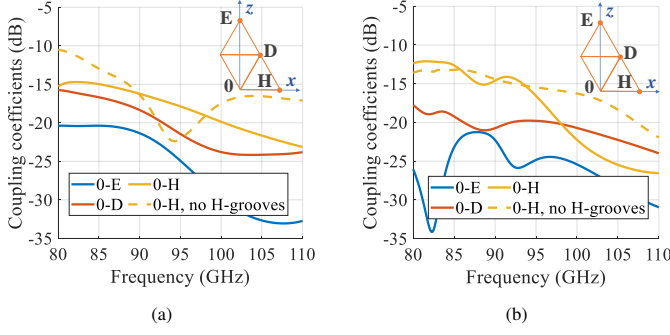 Coupling coefficients (dB)
-5
-10
-15
-20
-25
-30
-35
80 85 90 95 100 105 110
Frequency (GHz)
E z
D
0 H x
0-E 0-H
0-D 0-H, no H-grooves
(a)
Coupling coefficients (dB)
-5
-10
-15
-20
-25
-30
-35
80 85 90 95 100 105 110
Frequency (GHz)
E z
D
0 H x
0-E 0-H
0-D 0-H, no H-grooves
(b)